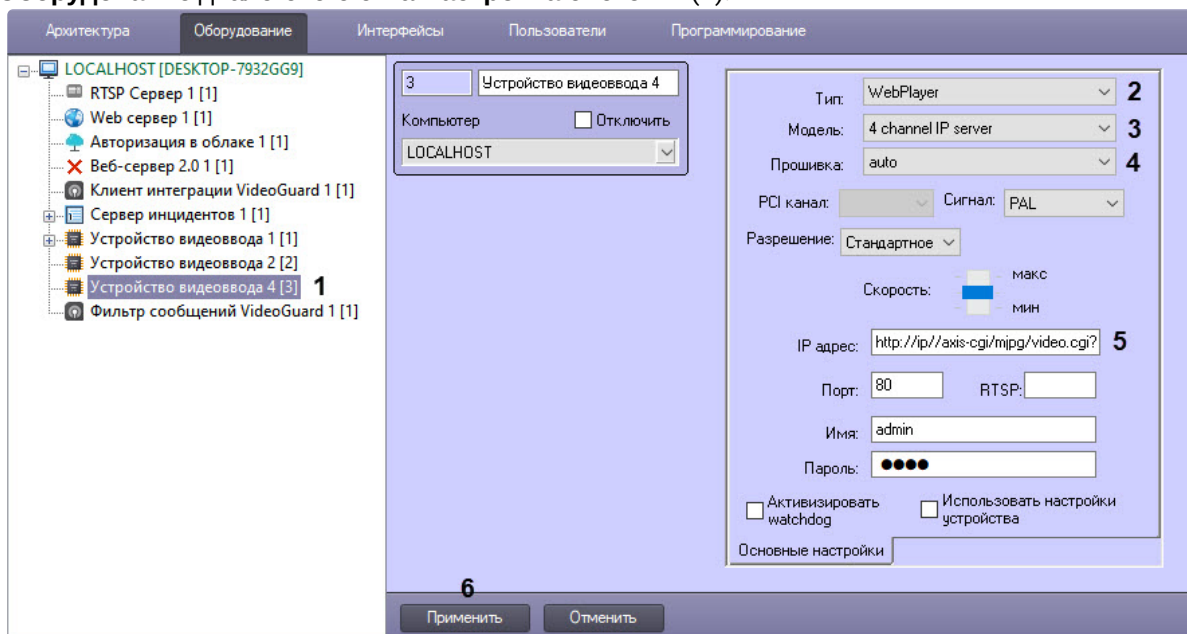 Архитектура Оборудование Интерфейсы Пользователи Программирование
LOCALHOST [DESKTOP-7932GG9]
RTSP Сервер 1 [1]
Web сервер 1 [1]
Авторизация в облаке 1 [1]
Веб-сервер 2.0 1 [1]
Клиент интеграции VideoGuard 1 [1]
Сервер инцидентов 1 [1]
Устройство видеоввода 1 [1]
Устройство видеоввода 2 [2]
Устройство видеоввода 4 [3] 1
Фильтр сообщений VideoGuard 1 [1]
3 Устройство видеоввода 4
Компьютер Отключить
LOCALHOST
Тип: WebPlayer 2
Модель: 4 channel IP server 3
Прошивка: auto 4
PCI канал: Сигнал: PAL
Разрешение: Стандартное
макс
Скорость:
мин
IP адрес: http://ip//axis-cgi/mjpg/video.cgi? 5
Порт: 80 RTSP:
Имя: admin
Пароль: ●●●●
Активизировать watchdog
Использовать настройки устройства
Основные настройки
6
Применить Отменить